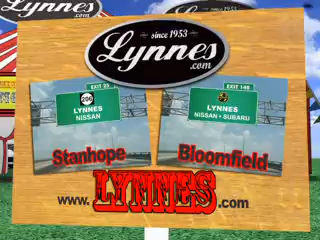 since 1953
Lynnes
.com
EXIT 25
206
LYNNES
NISSAN
Stanhope
EXIT 148
LYNNES
NISSAN • SUBARU
Bloomfield
www. LYNNES .com